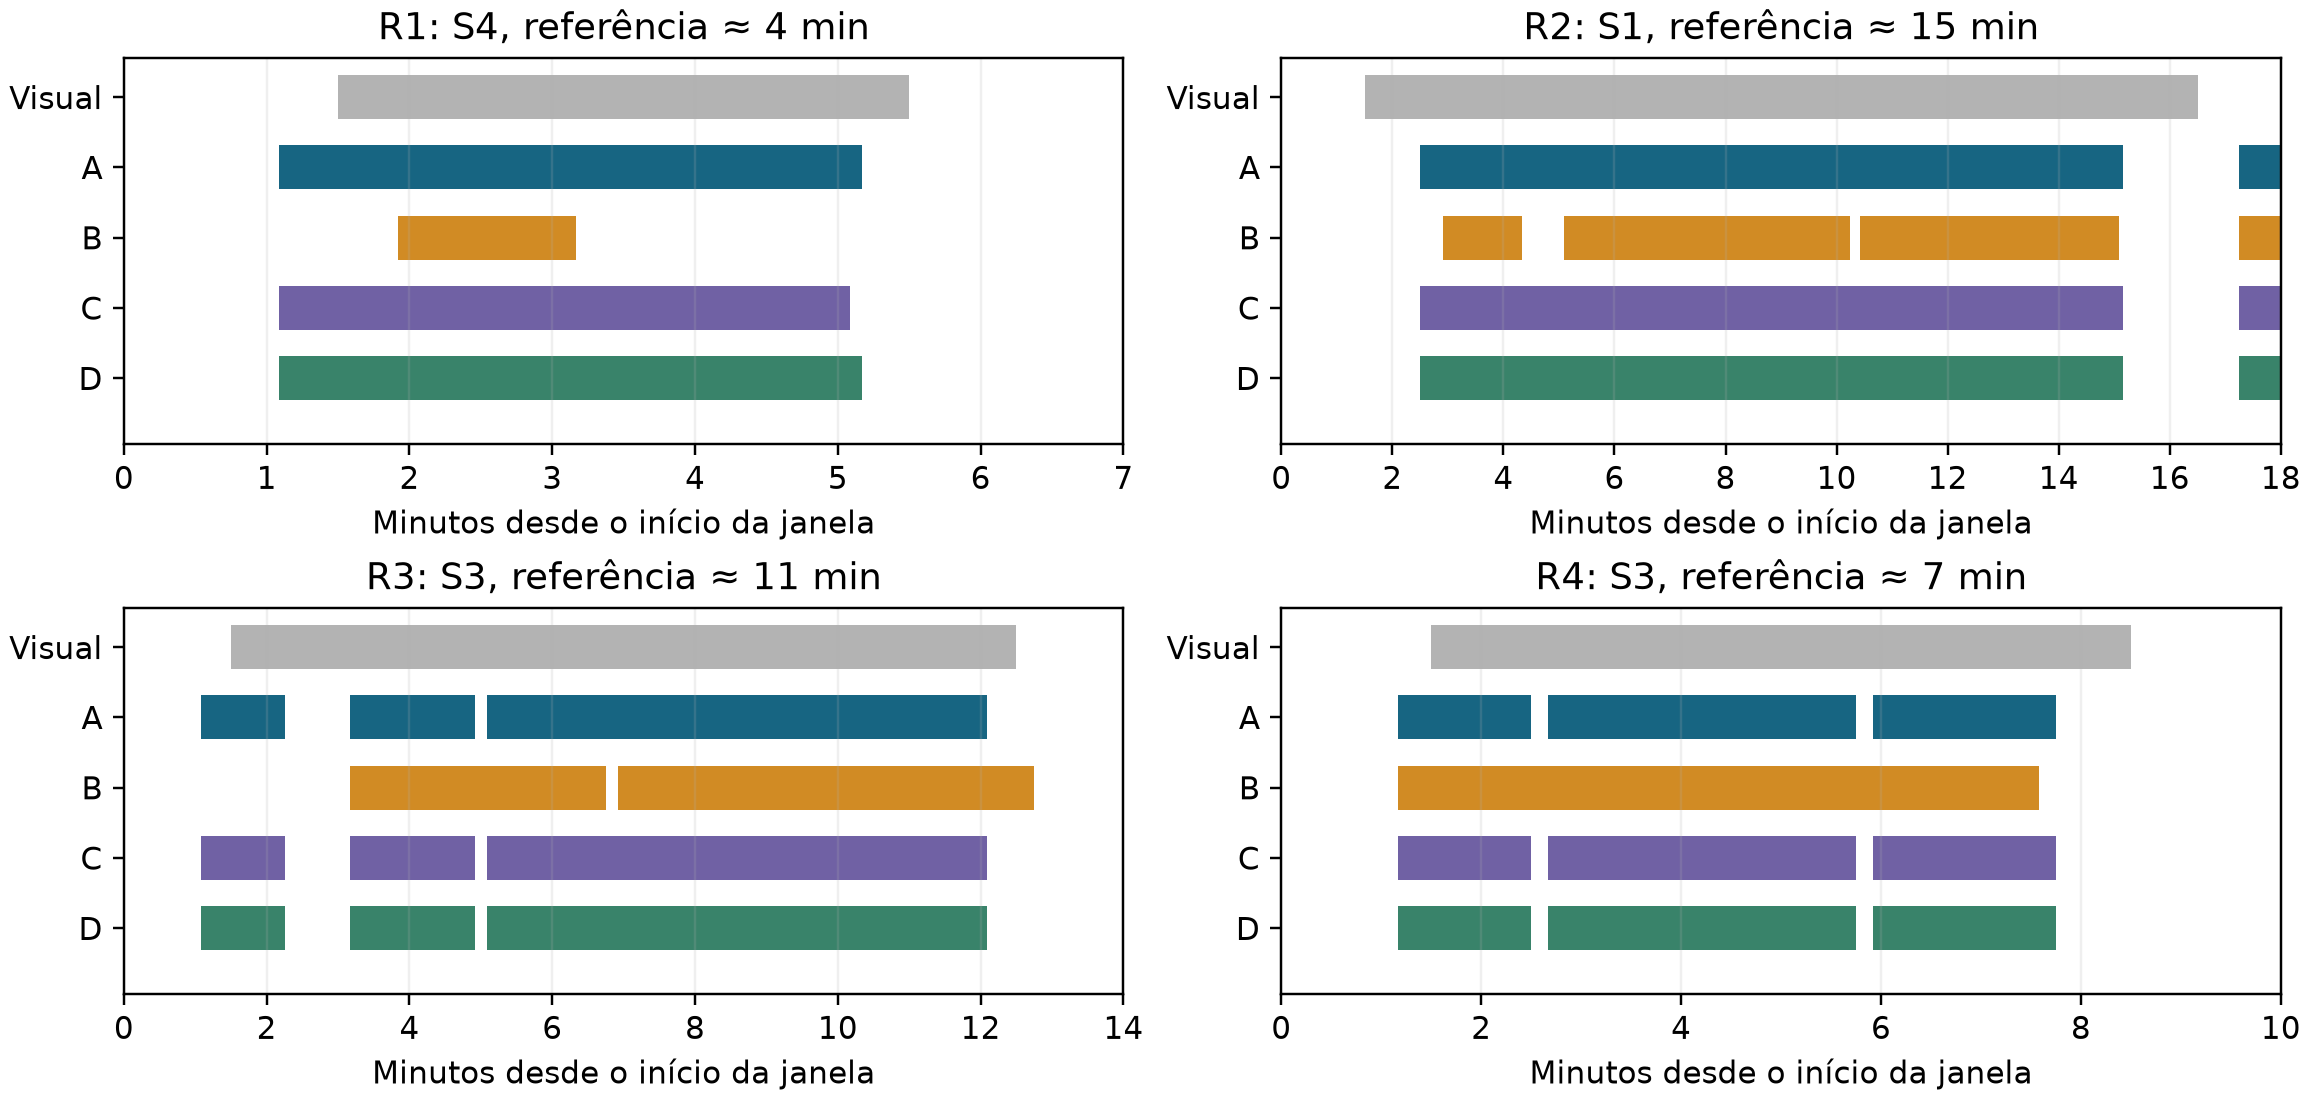 R1: S4, referência ≈ 4 min
Visual
A
B
C
D
0 1 2 3 4 5 6 7
Minutos desde o início da janela
R2: S1, referência ≈ 15 min
Visual
A
B
C
D
0 2 4 6 8 10 12 14 16 18
Minutos desde o início da janela
R3: S3, referência ≈ 11 min
Visual
A
B
C
D
0 2 4 6 8 10 12 14
Minutos desde o início da janela
R4: S3, referência ≈ 7 min
Visual
A
B
C
D
0 2 4 6 8 10
Minutos desde o início da janela